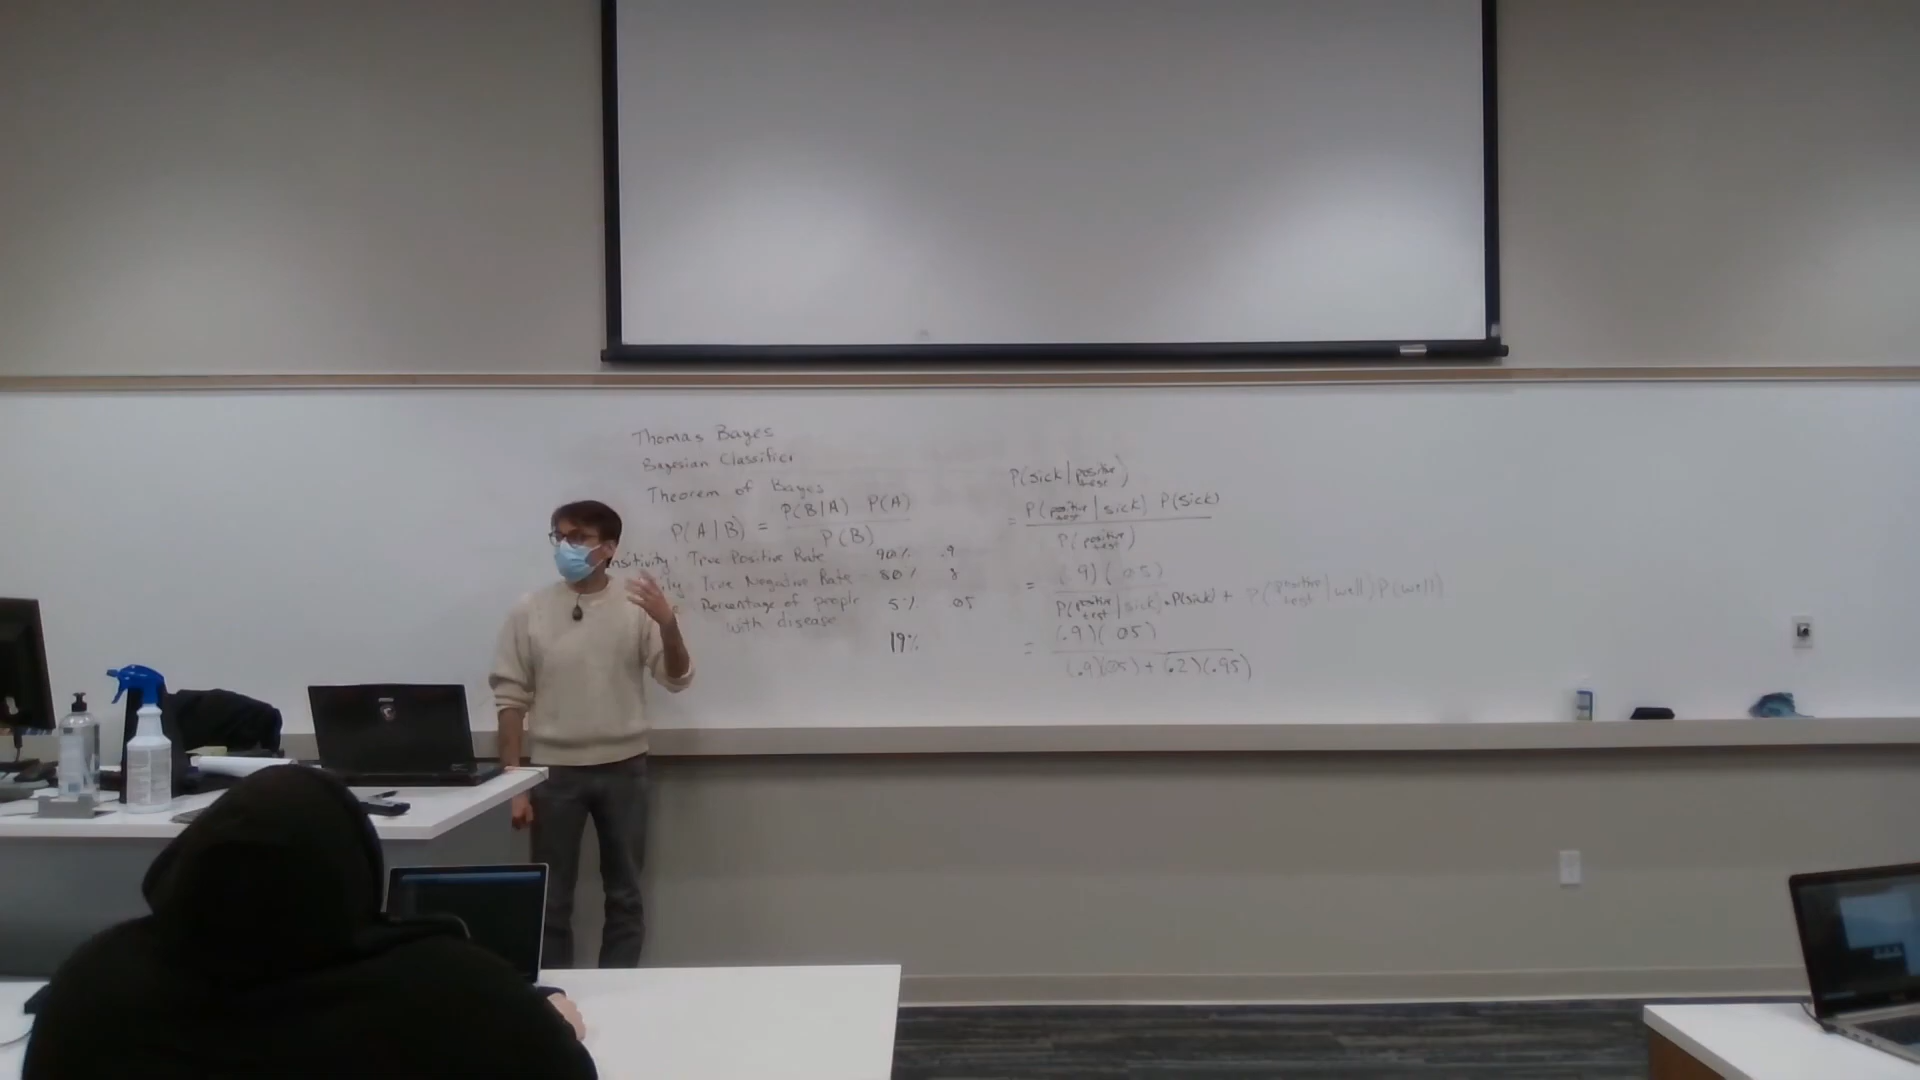 Thomas Bayes
Bayesian Classifier
Theorem of Bayes
P(A|B) = P(B|A) P(A)
P(B)
nsitivity: True Positive Rate 90% .9
ity: True Negative Rate 80% 8
Percentage of people 5% 05
with disease
19%
P(sick|positive test)
= P(positive test|sick) P(sick)
P(positive test)
= (.9)(05)
P(positive test|sick)•P(sick) + P(positive test|well)P(well)
= (.9)(05)
(.9)(05) + (.2)(.95)